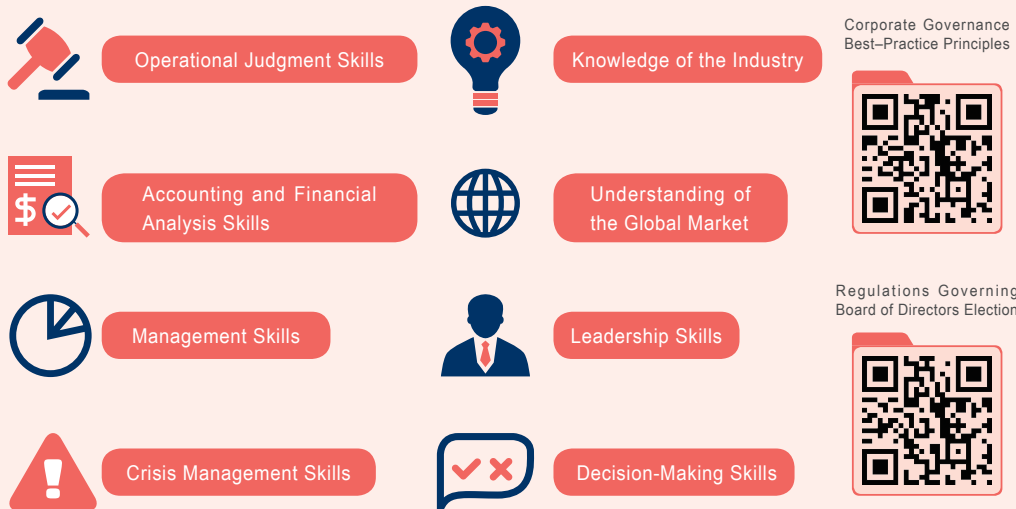 Operational Judgment Skills
Knowledge of the Industry
Accounting and Financial
Analysis Skills
Understanding of
the Global Market
Management Skills
Leadership Skills
Crisis Management Skills
Decision-Making Skills
Corporate Governance
Best–Practice Principles
Regulations Governing
Board of Directors Election
$